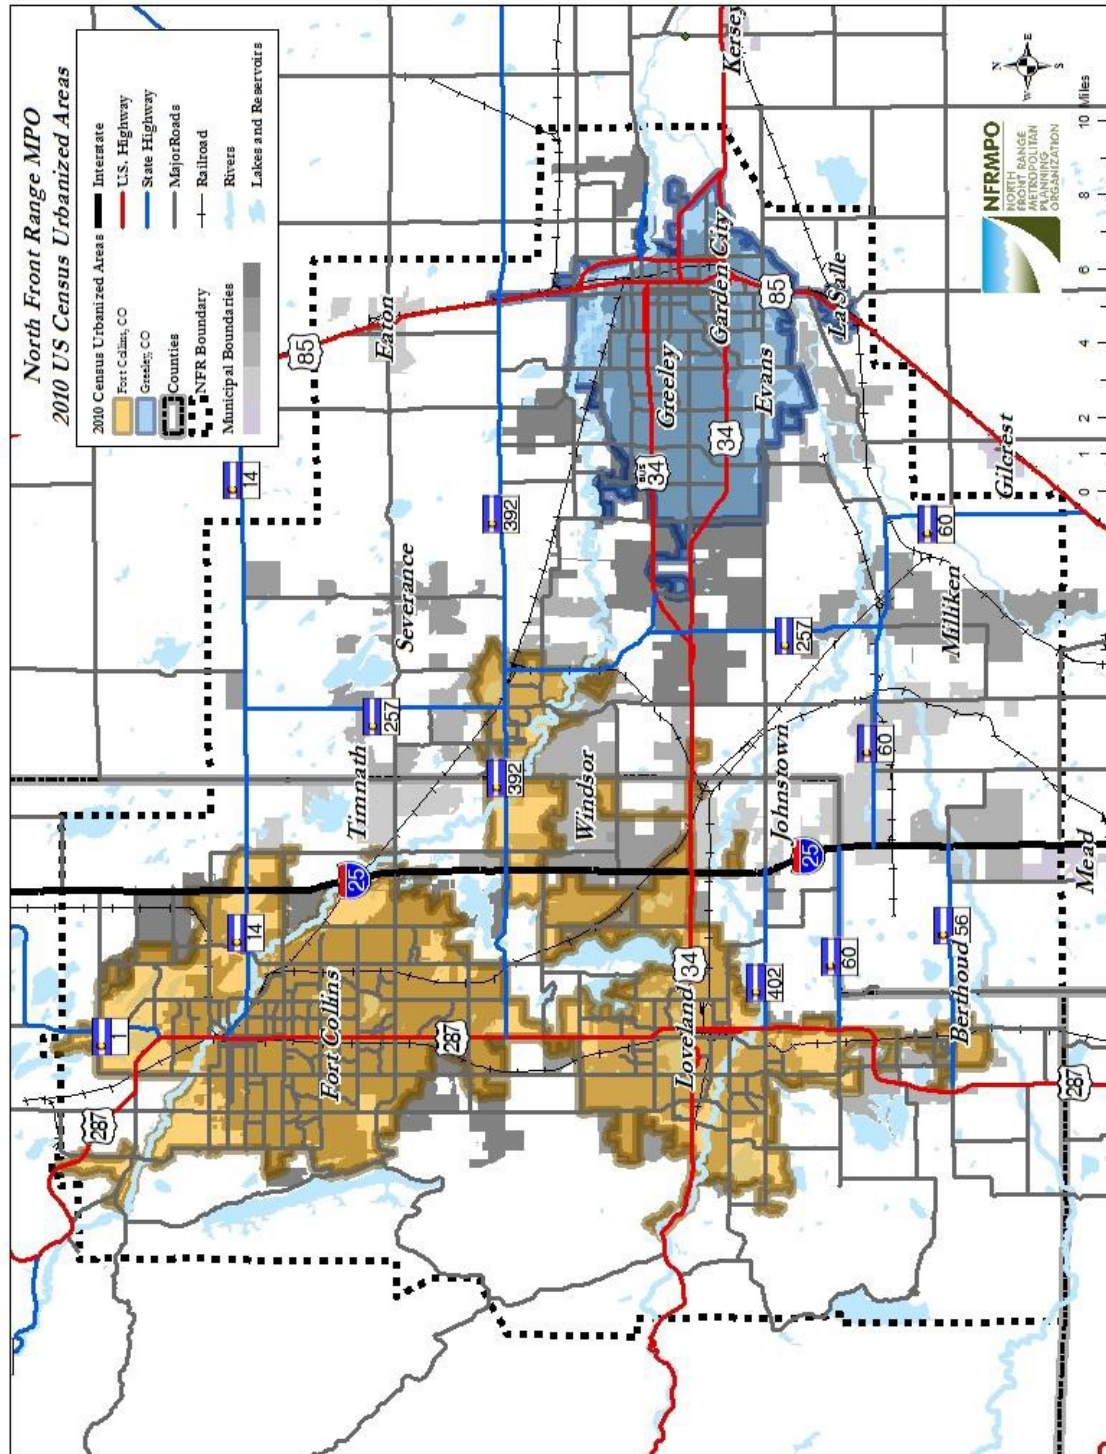 North Front Range MPO
2010 US Census Urbanized Areas
2010 Census Urbanized Areas
Fort Collins, CO
Greeley, CO
Counties
NFR Boundary
Municipal Boundaries
Interstate
U.S. Highway
State Highway
MajorRoads
Railroad
Rivers
Lakes and Reservoirs
287
1
14
25
14
85
Fort Collins
Timnath
257
Severance
Eaton
287
392
392
Windsor
Loveland
34
BUS
34
Greeley
34
Garden City
Kersey
402
Johnstown
25
257
Evans
85
La Salle
60
60
Berthoud
56
Milliken
60
Gilcrest
287
Mead
NFRMPO
NORTH
FRONT RANGE
METROPOLITAN
PLANNING
ORGANIZATION
N
E
S
W
0 1 2 4 6 8 10 Miles